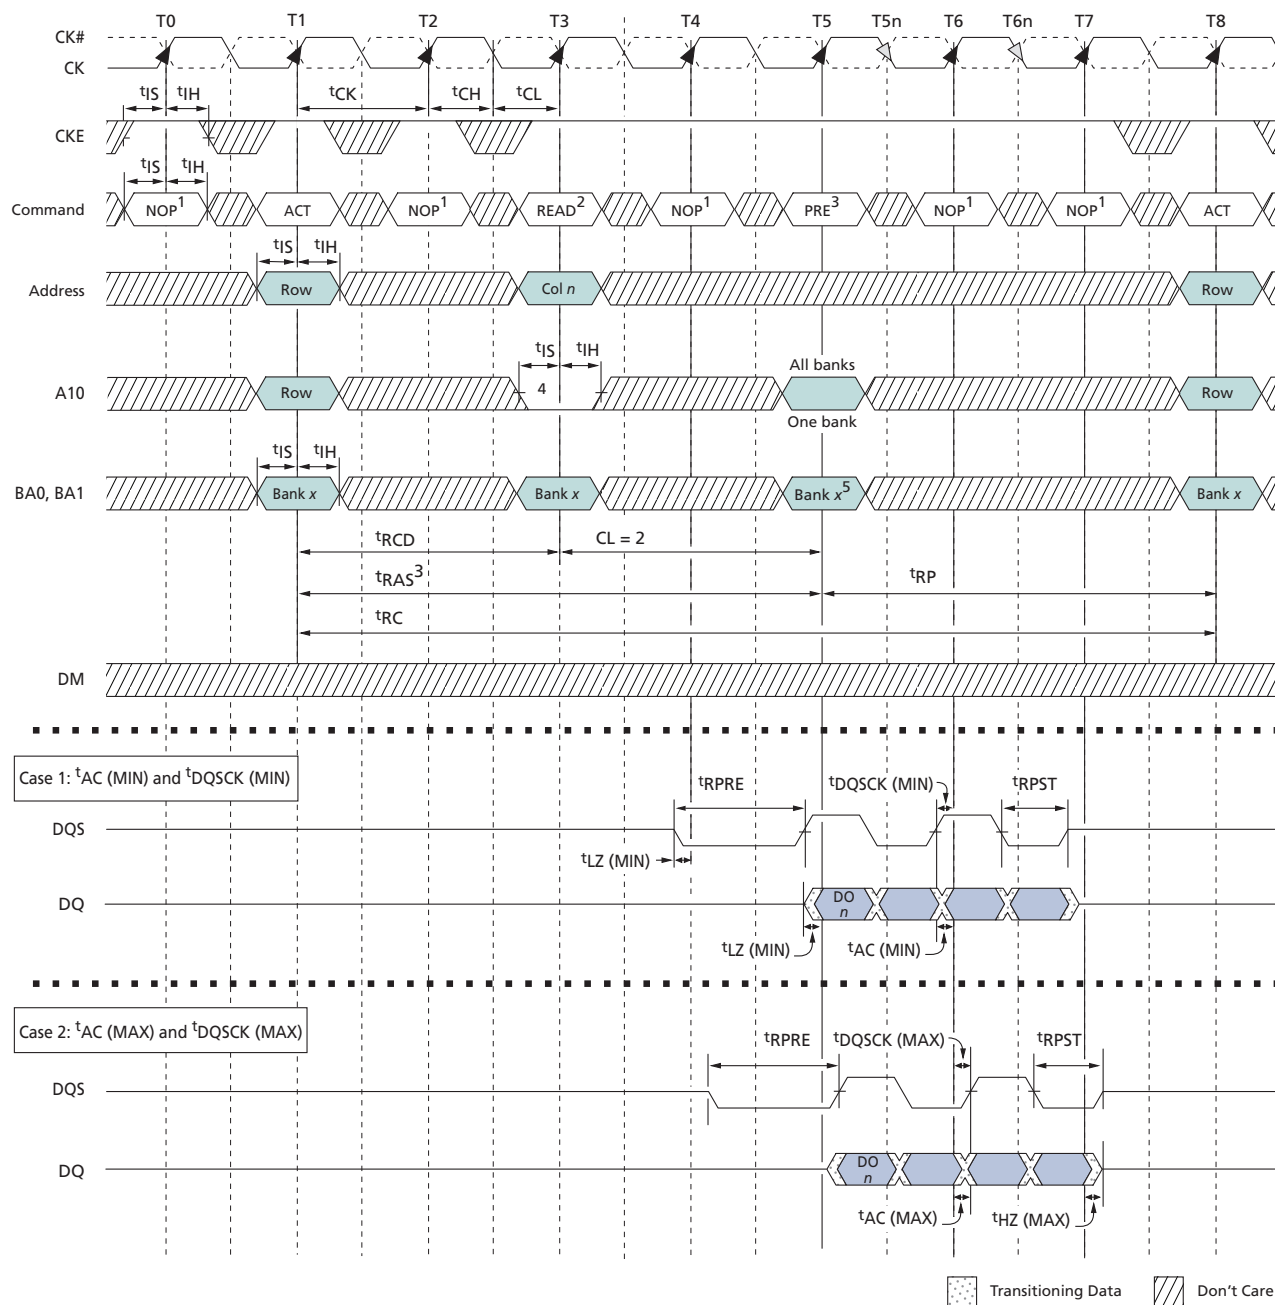 T0 T1 T2 T3 T4 T5 T5n T6 T6n T7 T8
CK#
CK
tIS tIH tCK tCH tCL
CKE
tIS tIH
Command NOP1 ACT NOP1 READ2 NOP1 PRE3 NOP1 NOP1 ACT
tIS tIH
Address Row Col n Row
tIS tIH
All banks
A10 Row 4 Row
One bank
tIS tIH
BA0, BA1 Bank x Bank x Bank x5 Bank x
tRCD CL = 2
tRAS3 tRP
tRC
DM
Case 1: tAC (MIN) and tDQSCK (MIN)
tRPRE tDQSCK (MIN) tRPST
DQS
tLZ (MIN)
DQ DO n
tLZ (MIN) tAC (MIN)
Case 2: tAC (MAX) and tDQSCK (MAX)
tRPRE tDQSCK (MAX) tRPST
DQS
DQ DO n
tAC (MAX) tHZ (MAX)
Transitioning Data Don't Care